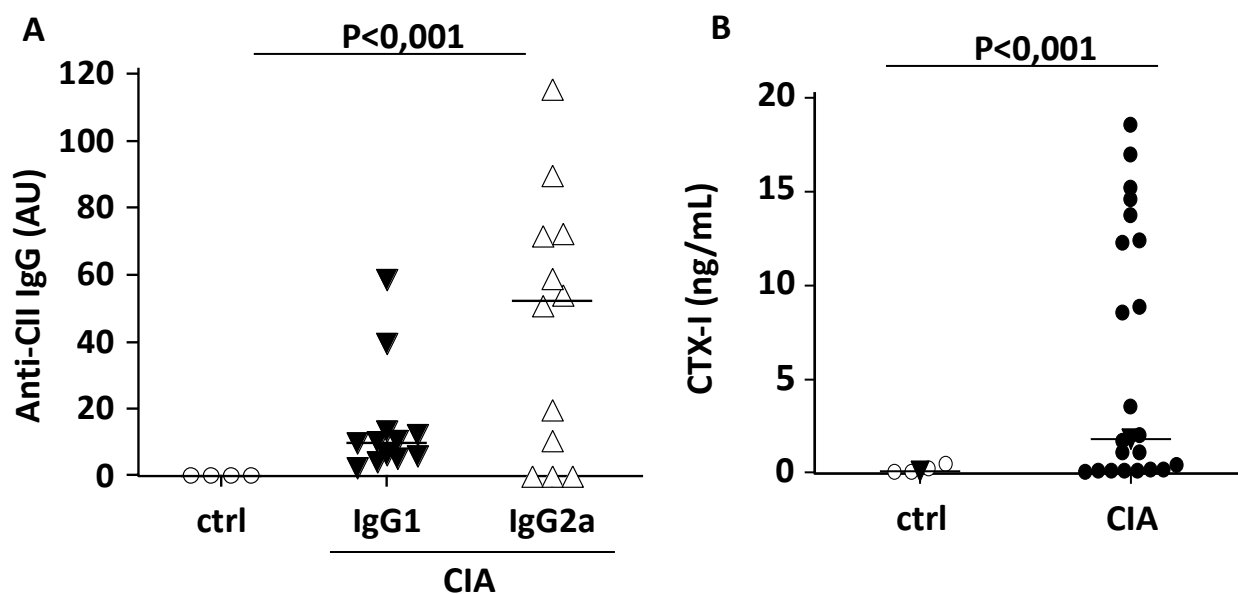 A
P<0,001
120
100
80
60
40
20
0
Anti-CII IgG (AU)
ctrl
IgG1
IgG2a
CIA
B
P<0,001
20
15
10
5
0
CTX-I (ng/mL)
ctrl
CIA